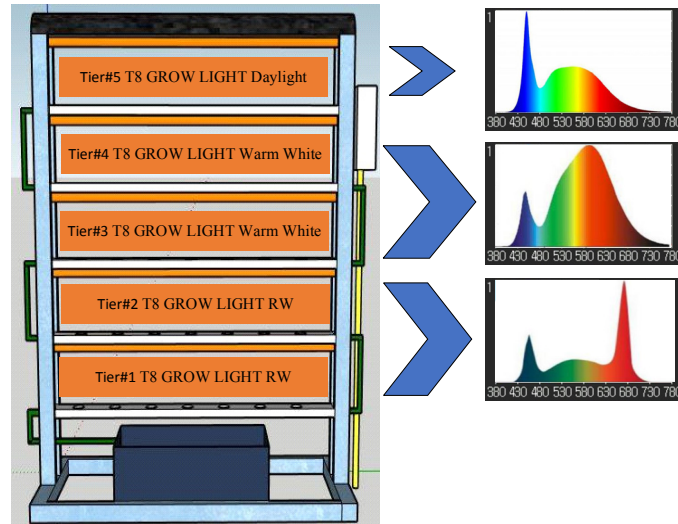 Tier#5 T8 GROW LIGHT Daylight
Tier#4 T8 GROW LIGHT Warm White
Tier#3 T8 GROW LIGHT Warm White
Tier#2 T8 GROW LIGHT RW
Tier#1 T8 GROW LIGHT RW
1
380 430 480 530 580 630 680 730 780
1
380 430 480 530 580 630 680 730 780
1
380 430 480 530 580 630 680 730 780